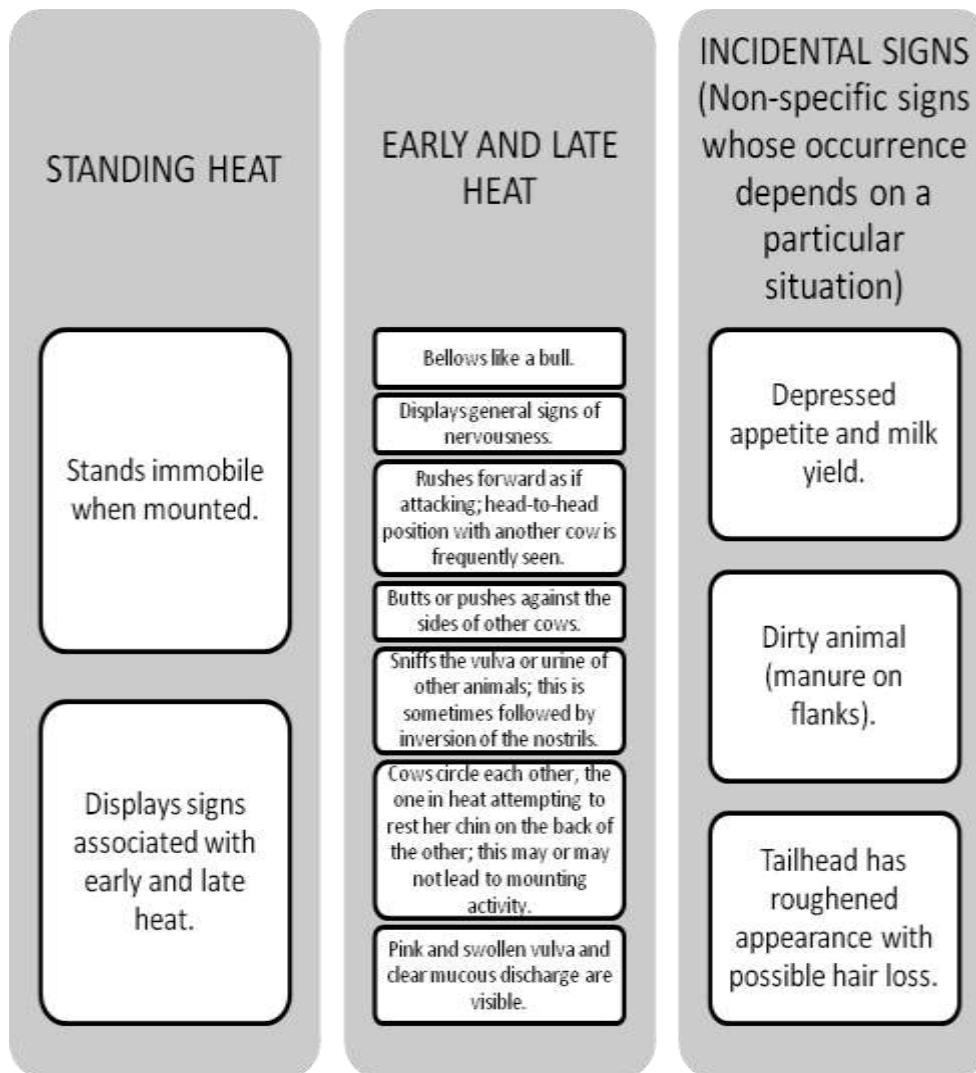 STANDING HEAT
Stands immobile
when mounted.
Displays signs
associated with
early and late
heat.
EARLY AND LATE
HEAT
Bellows like a bull.
Displays general signs of
nervousness.
Rushes forward as if
attacking; head-to-head
position with another cow is
frequently seen.
Butts or pushes against the
sides of other cows.
Sniffs the vulva or urine of
other animals; this is
sometimes followed by
inversion of the nostrils.
Cows circle each other, the
one in heat attempting to
rest her chin on the back of
the other; this may or may
not lead to mounting
activity.
Pink and swollen vulva and
clear mucous discharge are
visible.
INCIDENTAL SIGNS
(Non-specific signs
whose occurrence
depends on a
particular
situation)
Depressed
appetite and milk
yield.
Dirty animal
(manure on
flanks).
Tailhead has
roughened
appearance with
possible hair loss.